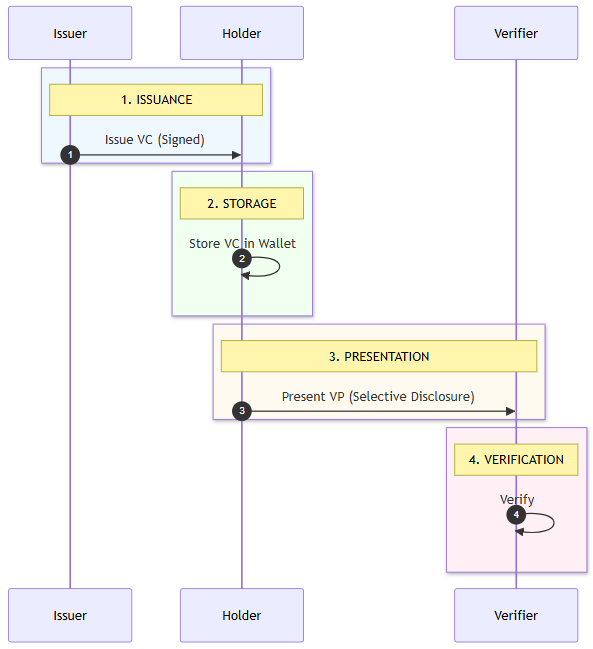 Issuer
Holder
Verifier
1. ISSUANCE
Issue VC (Signed)
1
2. STORAGE
Store VC in Wallet
2
3. PRESENTATION
Present VP (Selective Disclosure)
3
4. VERIFICATION
Verify
4
Issuer
Holder
Verifier